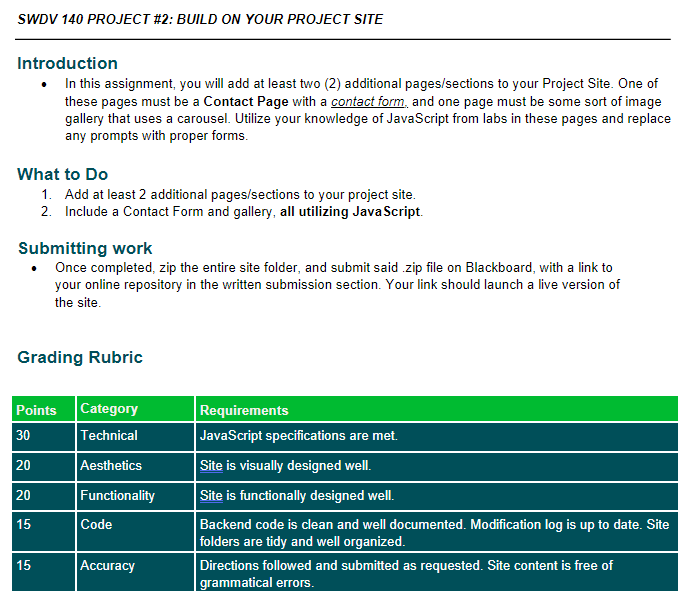 SWDV 140 PROJECT #2: BUILD ON YOUR PROJECT SITE
Introduction
• In this assignment, you will add at least two (2) additional pages/sections to your Project Site. One of
these pages must be a Contact Page with a contact form, and one page must be some sort of image
gallery that uses a carousel. Utilize your knowledge of JavaScript from labs in these pages and replace
any prompts with proper forms.
What to Do
1. Add at least 2 additional pages/sections to your project site.
2. Include a Contact Form and gallery, all utilizing JavaScript.
Submitting work
• Once completed, zip the entire site folder, and submit said .zip file on Blackboard, with a link to
your online repository in the written submission section. Your link should launch a live version of
the site.
Grading Rubric
Points Category Requirements
30 Technical JavaScript specifications are met.
20 Aesthetics Site is visually designed well.
20 Functionality Site is functionally designed well.
15 Code Backend code is clean and well documented. Modification log is up to date. Site
folders are tidy and well organized.
15 Accuracy Directions followed and submitted as requested. Site content is free of
grammatical errors.